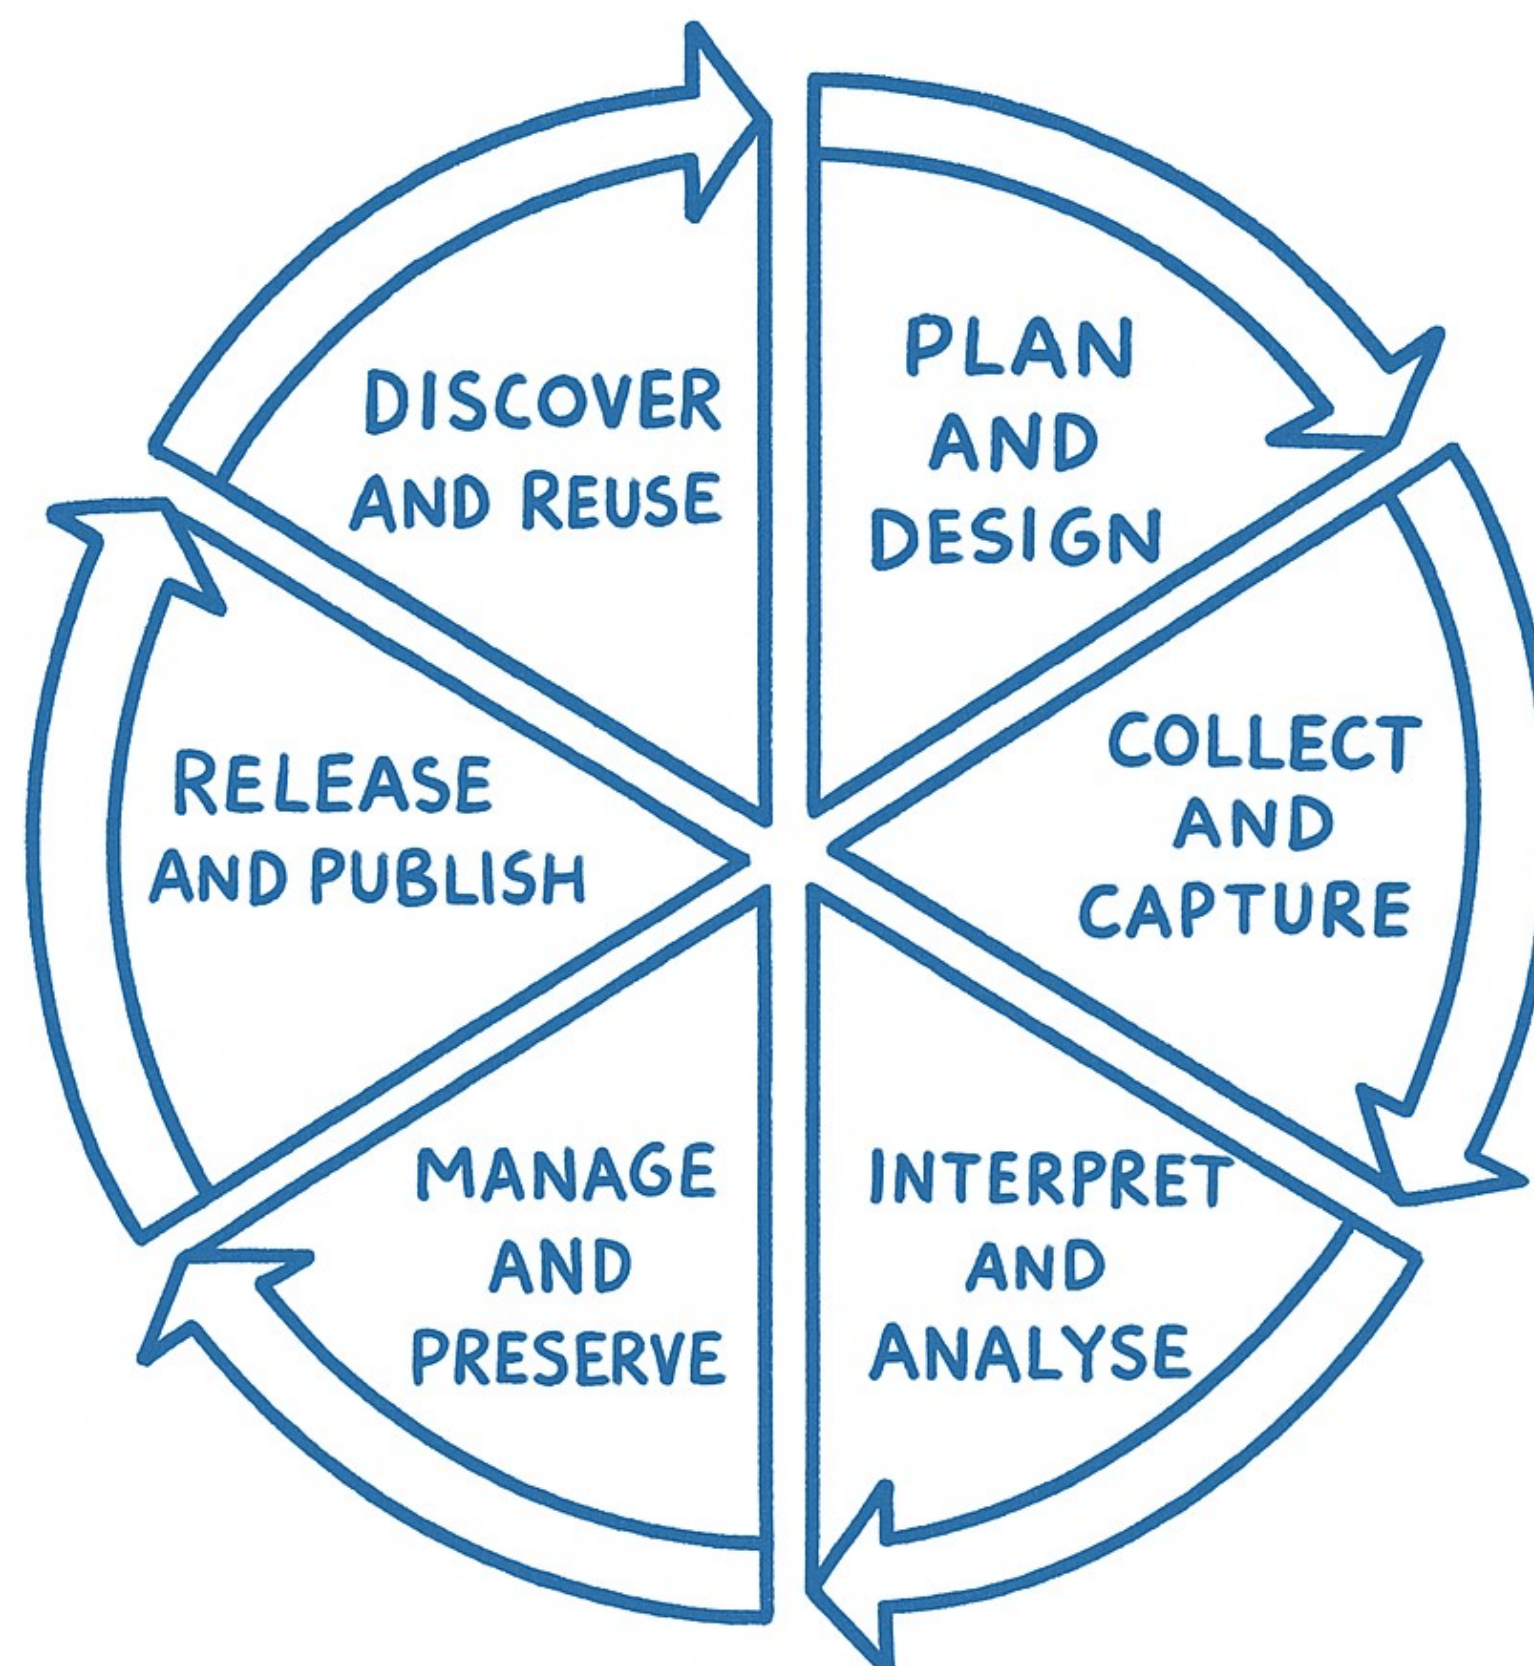 PLAN
AND
DESIGN
COLLECT
AND
CAPTURE
INTERPRET
AND
ANALYSE
MANAGE
AND
PRESERVE
RELEASE
AND PUBLISH
DISCOVER
AND REUSE